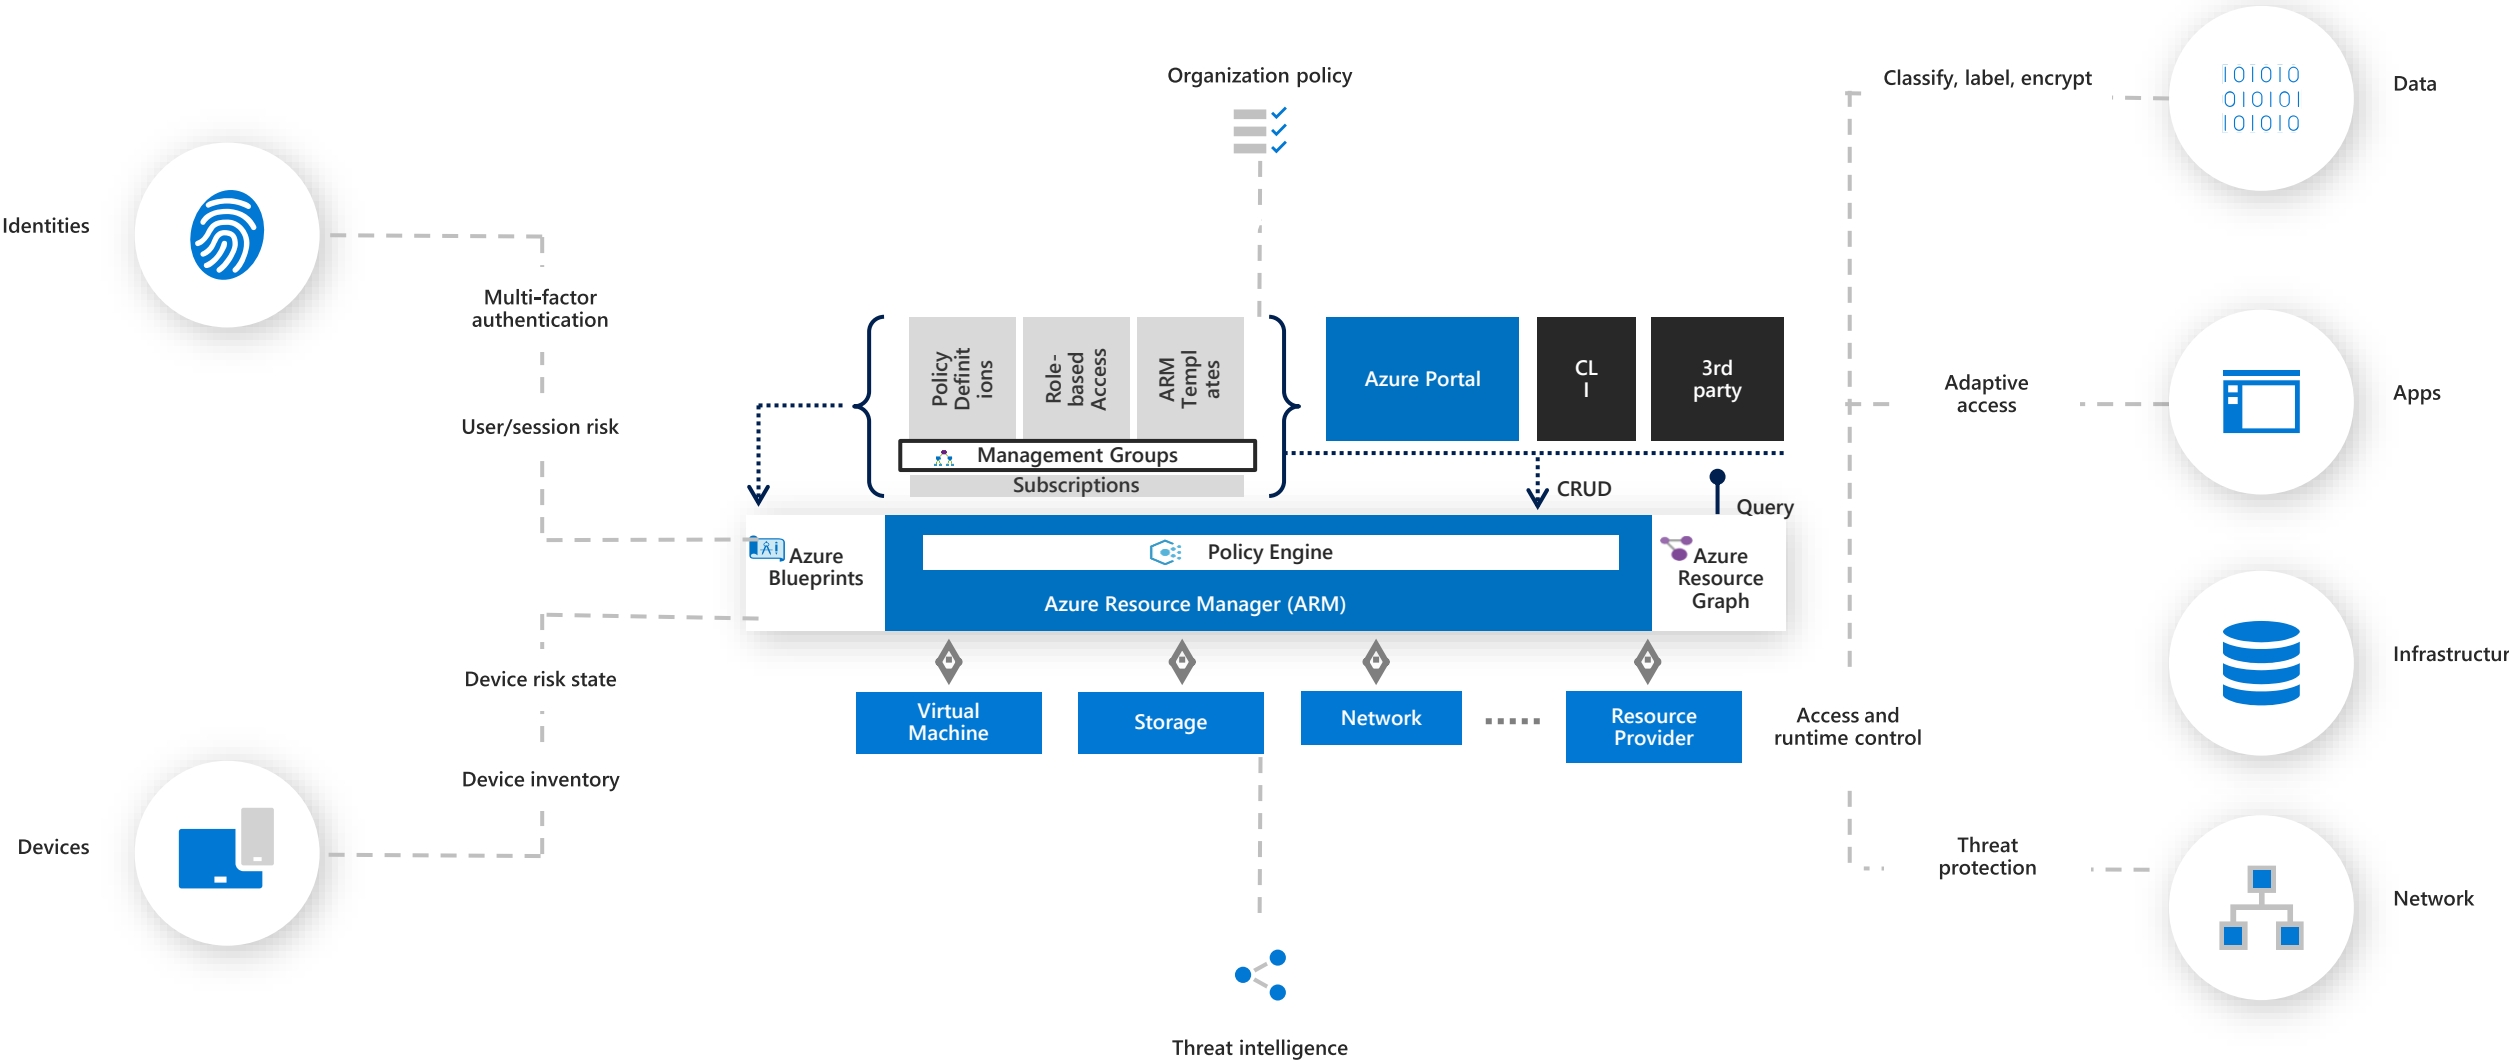 Organization policy
Classify, label, encrypt
Data
IOIOIO
OIOIOI
IOIOIO
Identities
Multi-factor
authentication
User/session risk
Policy
Definit
ions
Role-
based
Access
ARM
Templ
ates
Management Groups
Subscriptions
Azure Portal
CL
I
3rd
party
CRUD
Query
Adaptive
access
Apps
Azure
Blueprints
Policy Engine
Azure Resource Manager (ARM)
Azure
Resource
Graph
Infrastructur
Device risk state
Device inventory
Virtual
Machine
Storage
Network
Resource
Provider
Access and
runtime control
Devices
Threat
protection
Network
Threat intelligence